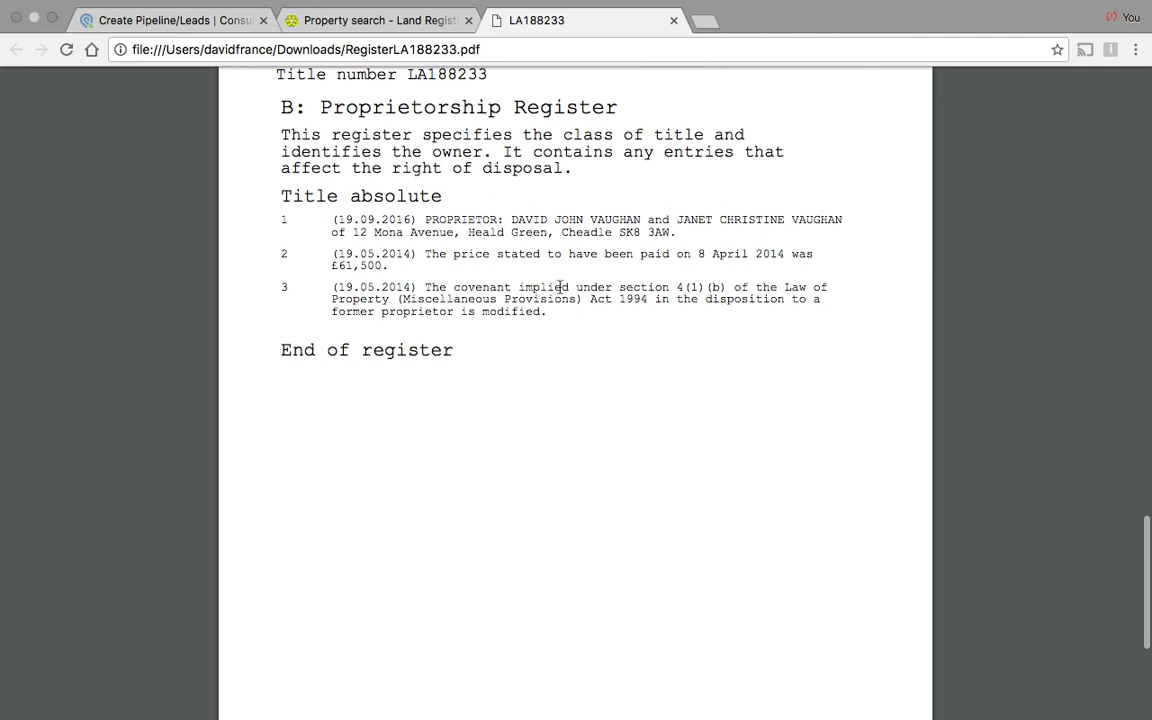 Create Pipeline/Leads | Consul
Property search - Land Regist
LA188233
You
file:///Users/davidfrance/Downloads/RegisterLA188233.pdf
Title number LA188233
B: Proprietorship Register
This register specifies the class of title and
identifies the owner. It contains any entries that
affect the right of disposal.
Title absolute
1 (19.09.2016) PROPRIETOR: DAVID JOHN VAUGHAN and JANET CHRISTINE VAUGHAN
of 12 Mona Avenue, Heald Green, Cheadle SK8 3AW.
2 (19.05.2014) The price stated to have been paid on 8 April 2014 was
£61,500.
3 (19.05.2014) The covenant implied under section 4(1)(b) of the Law of
Property (Miscellaneous Provisions) Act 1994 in the disposition to a
former proprietor is modified.
End of register